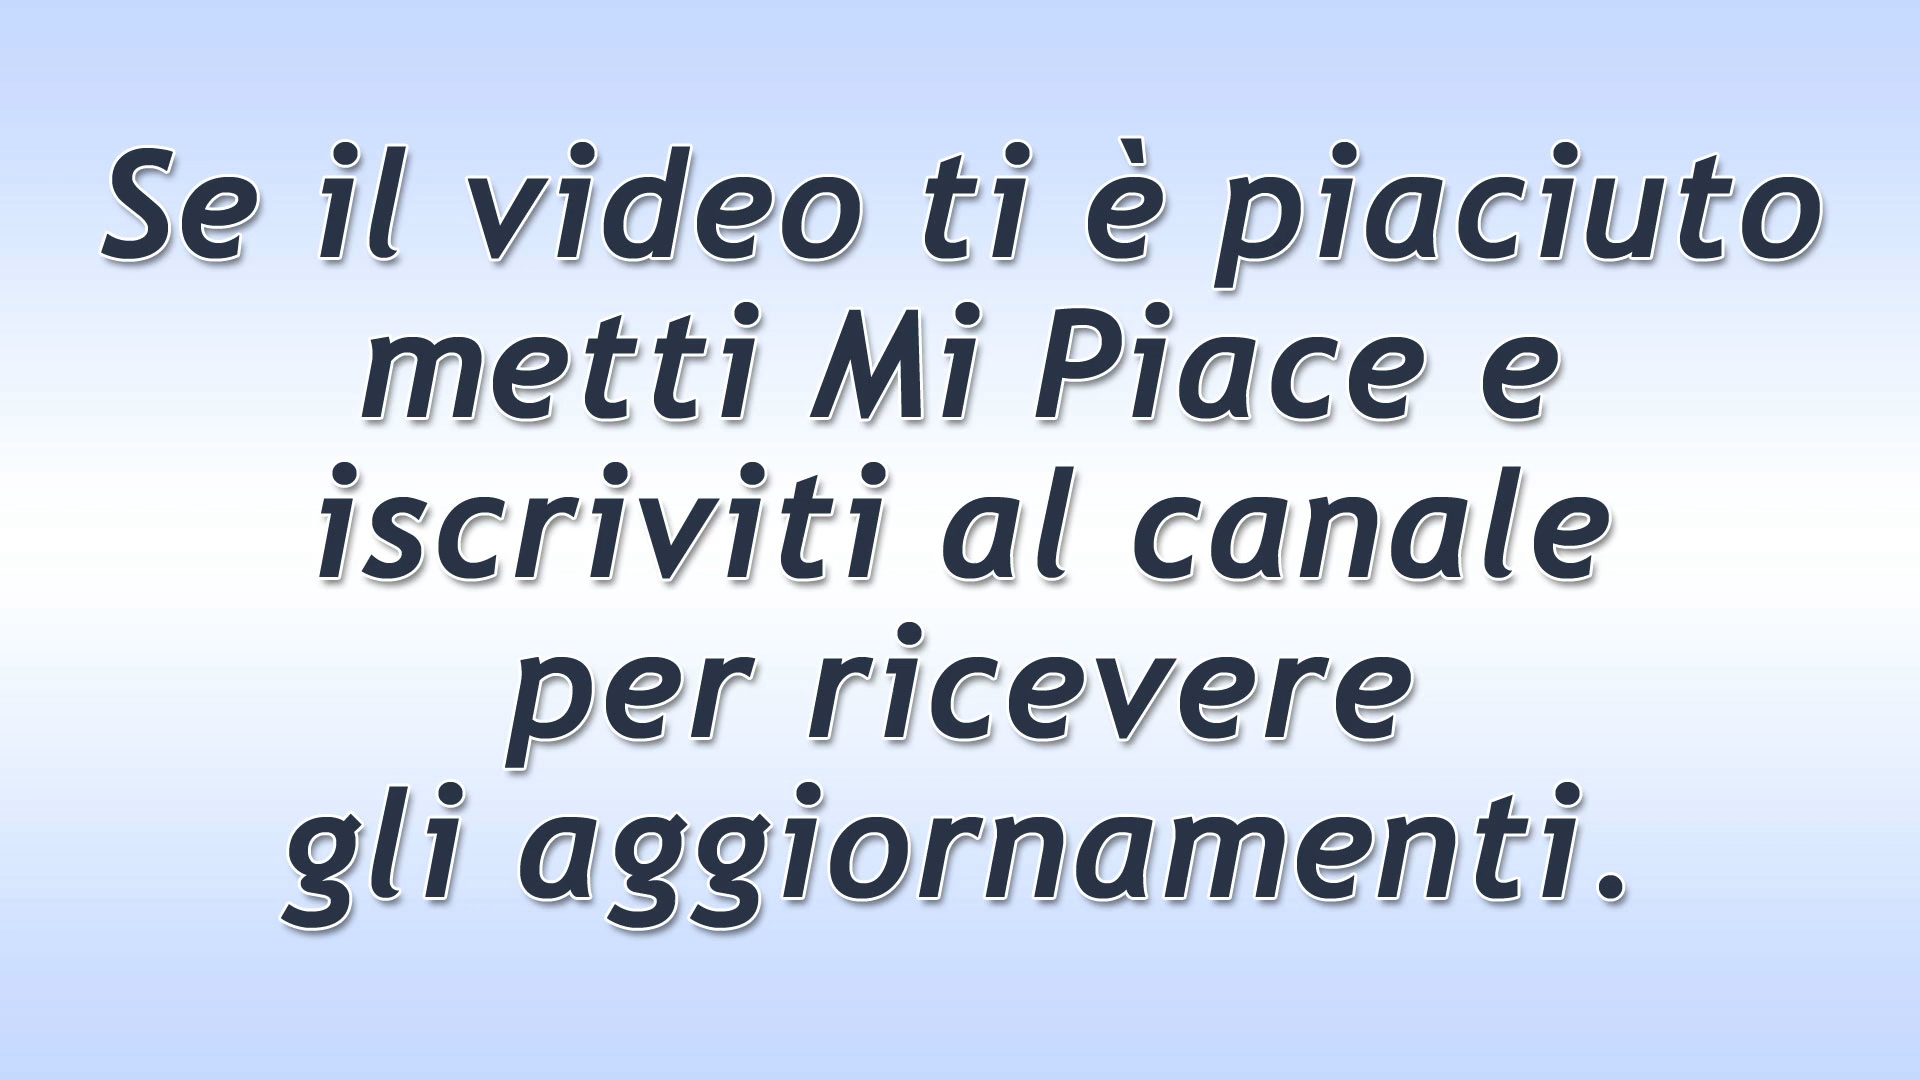 Se il video ti è piaciuto
metti Mi Piace e
iscriviti al canale
per ricevere
gli aggiornamenti.